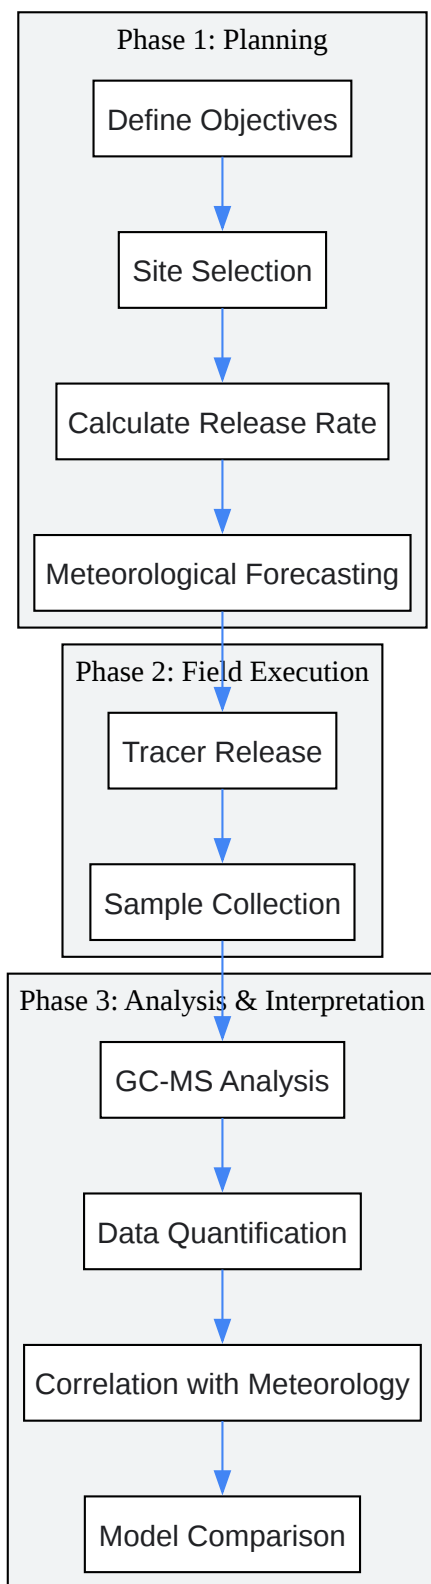 Phase 1: Planning
Define Objectives
Site Selection
Calculate Release Rate
Meteorological Forecasting
Phase 2: Field Execution
Tracer Release
Sample Collection
Phase 3: Analysis & Interpretation
GC-MS Analysis
Data Quantification
Correlation with Meteorology
Model Comparison